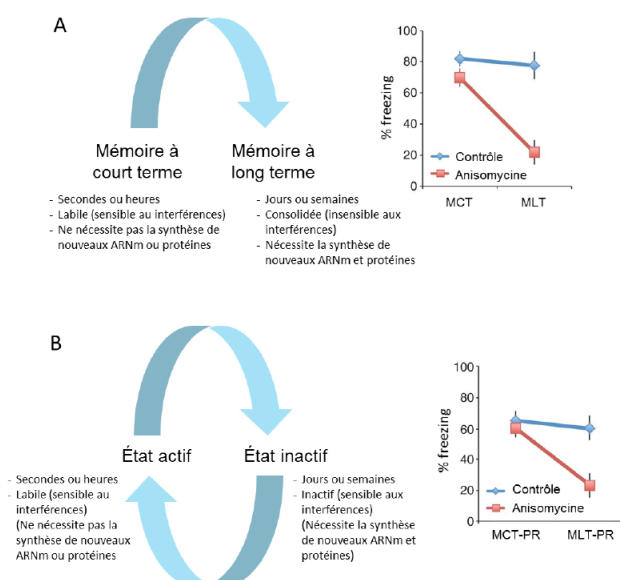 A
Mémoire à
court terme
- Secondes ou heures
- Labile (sensible au interférences)
- Ne nécessite pas la synthèse de
nouveaux ARNm ou protéines
Mémoire à
long terme
- Jours ou semaines
- Consolidée (insensible aux
interférences)
- Nécessite la synthèse de
nouveaux ARNm et protéines
% freezing
100
80
60
40
20
0
Contrôle
Anisomycine
MCT
MLT
B
État actif
- Secondes ou heures
- Labile (sensible au
interférences)
(Ne nécessite pas la
synthèse de nouveaux
ARNm ou protéines
État inactif
- Jours ou semaines
- Inactif (sensible aux
interférences)
(Nécessite la synthèse
de nouveaux ARNm et
protéines)
% freezing
100
80
60
40
20
0
Contrôle
Anisomycine
MCT-PR
MLT-PR